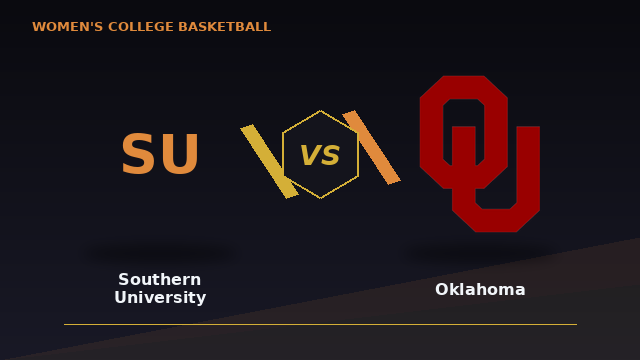 WOMEN'S COLLEGE BASKETBALL
SU
VS
OU
Southern
University
Oklahoma